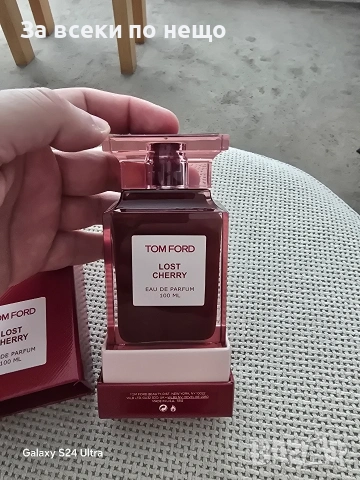 За всеки по нещо
TOM FORD
LOST
CHERRY
EAU DE PARFUM
100 ML
TOM FORD
LOST
CHERRY
DE PARFUM
100 ML
Galaxy S24 Ultra